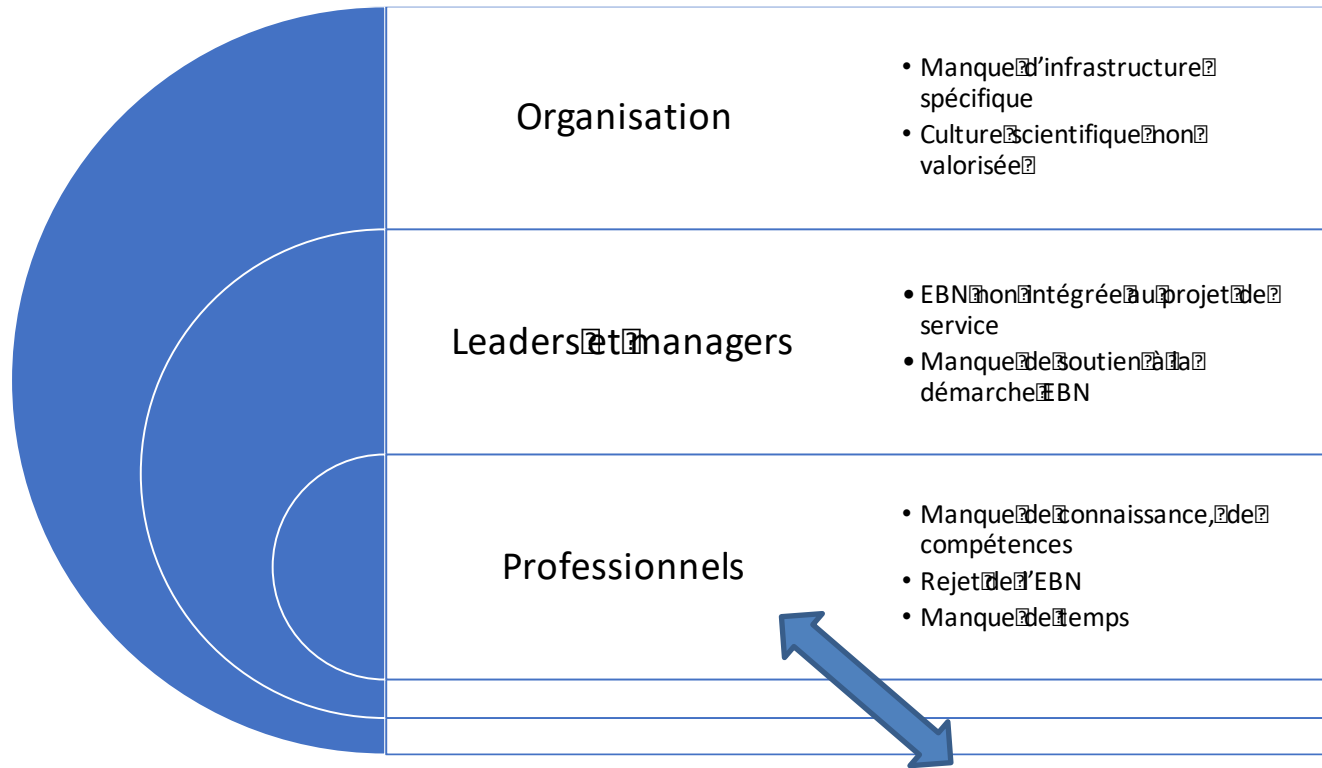 Organisation
• Manque d'infrastructure
spécifique
• Culture scientifique non
valorisée
Leaders et managers
• EBN non intégrée au projet de
service
• Manque de soutien à la
démarche EBN
Professionnels
• Manque de connaissance, de
compétences
• Rejet de l'EBN
• Manque de temps